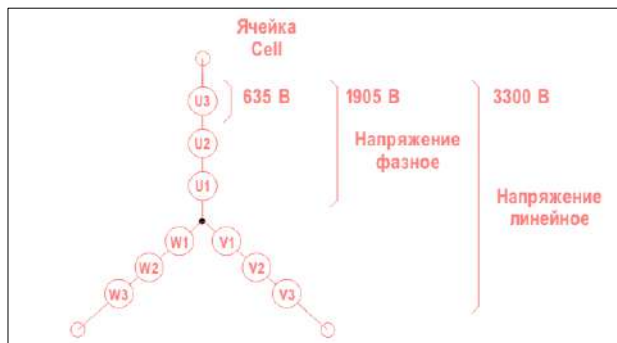 Ячейка
Cell
635 В
1905 В
3300 В
Напряжение
фазное
Напряжение
линейное
U3
U2
U1
W1
V1
W2
V2
W3
V3